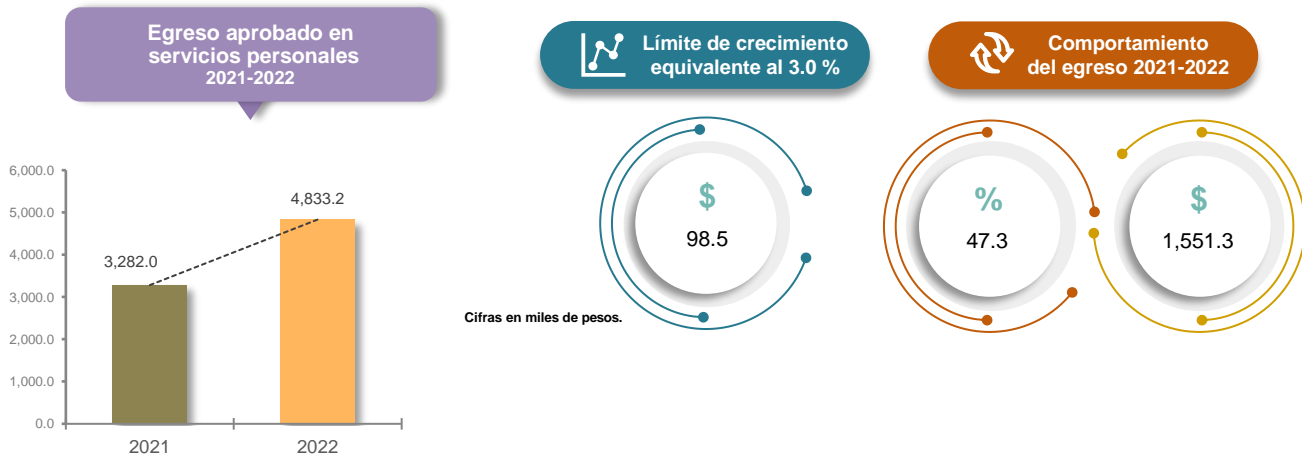 Egreso aprobado en
servicios personales
2021-2022
6,000.0
5,000.0
4,000.0
3,000.0
2,000.0
1,000.0
0.0
3,282.0
4,833.2
2021
2022
Límite de crecimiento
equivalente al 3.0 %
$
98.5
Cifras en miles de pesos.
Comportamiento
del egreso 2021-2022
%
47.3
$
1,551.3